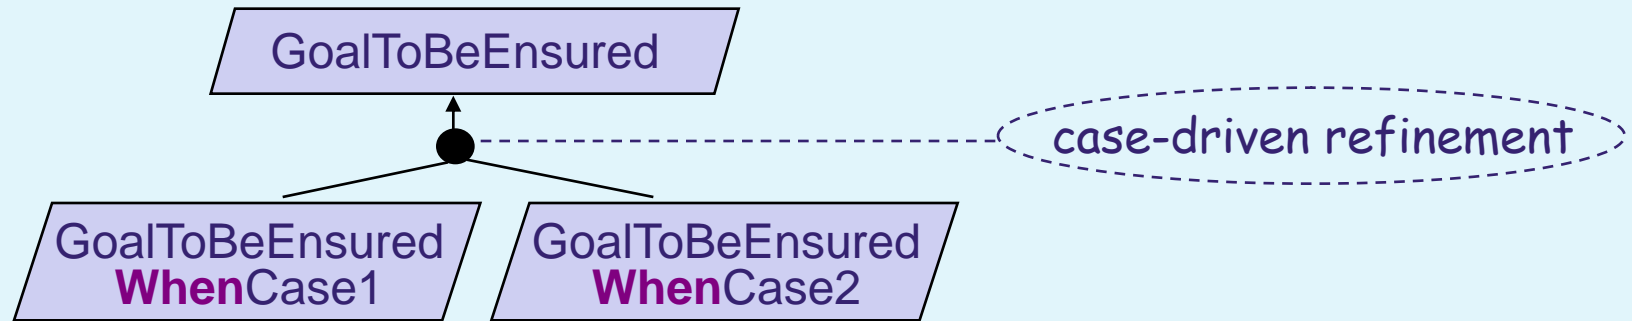 GoalToBeEnsured
case-driven refinement
GoalToBeEnsured
WhenCase1
GoalToBeEnsured
WhenCase2